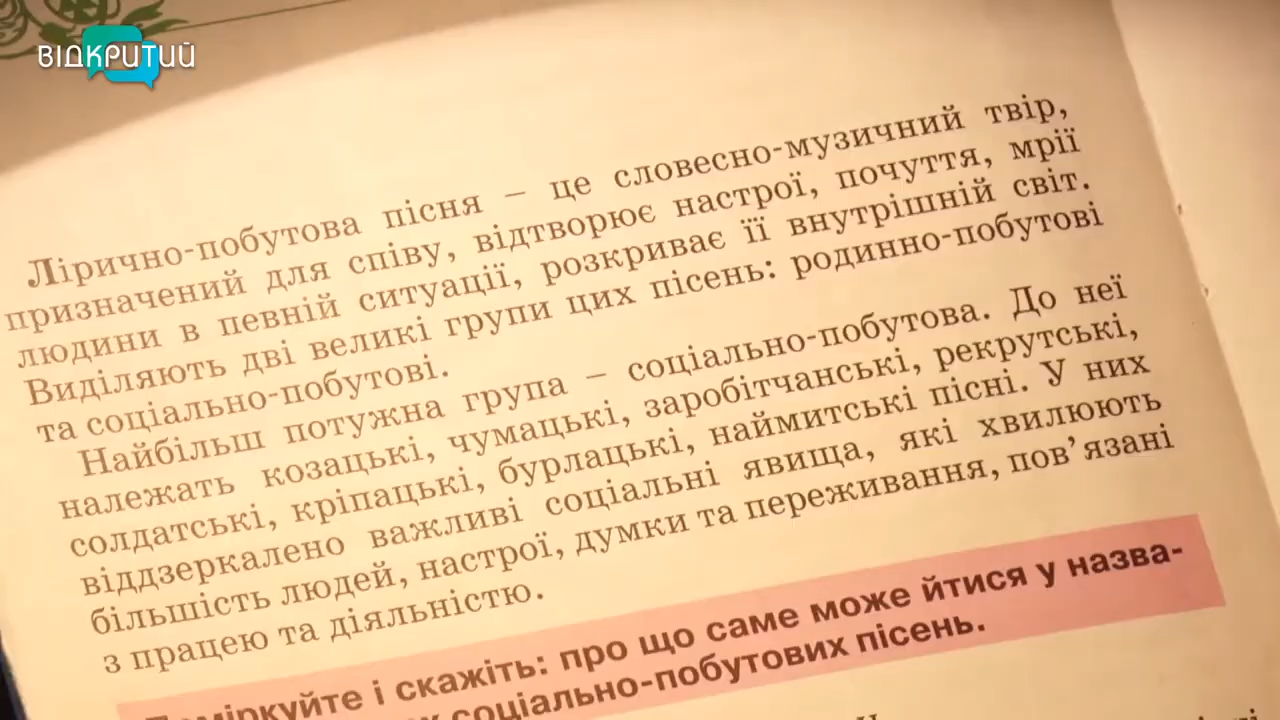 ВІДКРИТИЙ
Лірично-побутова пісня – це словесно-музичний твір,
призначений для співу, відтворює настрої, почуття, мрії
людини в певній ситуації, розкриває її внутрішній світ.
Виділяють дві великі групи цих пісень: родинно-побутові
та соціально-побутові.
Найбільш потужна група – соціально-побутова. До неї
належать козацькі, чумацькі, заробітчанські, рекрутські,
солдатські, кріпацькі, бурлацькі, наймитські пісні. У них
віддзеркалено важливі соціальні явища, які хвилюють
більшість людей, настрої, думки та переживання, пов’язані
з працею та діяльністю.
Поміркуйте і скажіть: про що саме може йтися у назва-
соціально-побутових пісень.